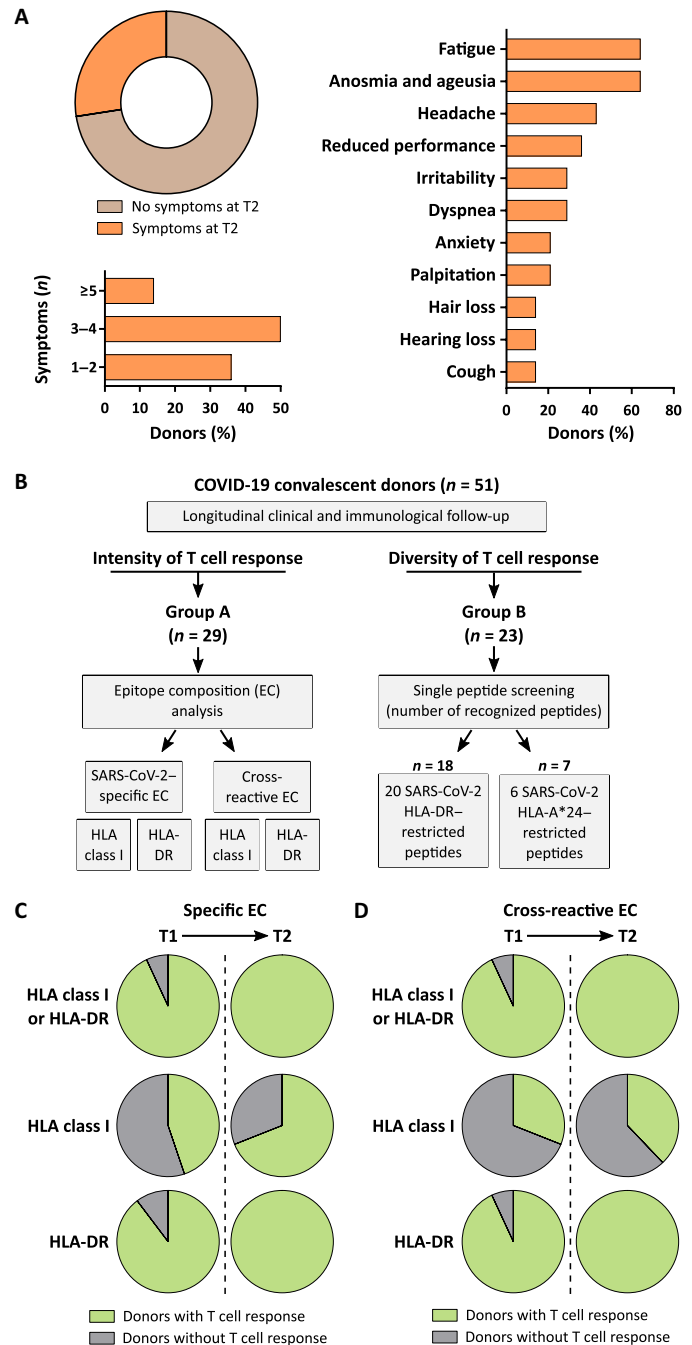 A
No symptoms at T2
Symptoms at T2
Symptoms (n)
≥5
3–4
1–2
0 10 20 30 40 50
Donors (%)
Fatigue
Anosmia and ageusia
Headache
Reduced performance
Irritability
Dyspnea
Anxiety
Palpitation
Hair loss
Hearing loss
Cough
0 20 40 60 80
Donors (%)
B
COVID-19 convalescent donors (n = 51)
Longitudinal clinical and immunological follow-up
Intensity of T cell response
Group A
(n = 29)
Epitope composition (EC)
analysis
SARS-CoV-2–
specific EC
Cross-
reactive EC
HLA
class I
HLA-
DR
HLA
class I
HLA-
DR
Diversity of T cell response
Group B
(n = 23)
Single peptide screening
(number of recognized peptides)
n = 18
20 SARS-CoV-2
HLA-DR–
restricted
peptides
n = 7
6 SARS-CoV-2
HLA-A*24–
restricted
peptides
C
Specific EC
T1 T2
HLA class I
or HLA-DR
HLA class I
HLA-DR
Donors with T cell response
Donors without T cell response
D
Cross-reactive EC
T1 T2
HLA class I
or HLA-DR
HLA class I
HLA-DR
Donors with T cell response
Donors without T cell response